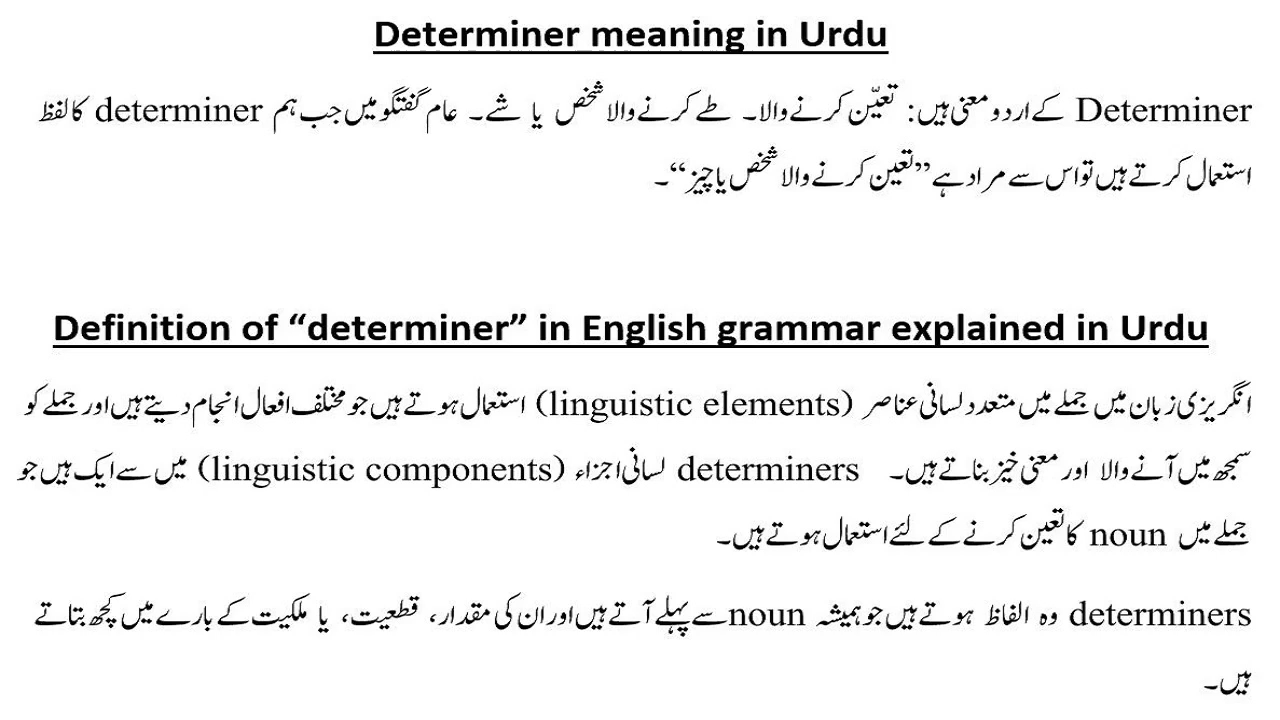 Determiner meaning in Urdu
Determiner کے اردو معنی ہیں: تعیّن کرنے والا۔ طے کرنے والا شخص یا شے۔ عام گفتگو میں جب ہم determiner کا لفظ
استعمال کرتے ہیں تو اس سے مراد ہے ”تعین کرنے والا شخص یا چیز“۔
Definition of “determiner” in English grammar explained in Urdu
انگریزی زبان میں جملے میں متعدد لسانی عناصر (linguistic elements) استعمال ہوتے ہیں جو مختلف افعال انجام دیتے ہیں اور جملے کو
سمجھ میں آنے والا اور معنی خیز بناتے ہیں۔ determiners لسانی اجزاء (linguistic components) میں سے ایک ہیں جو
جملے میں noun کا تعین کرنے کے لئے استعمال ہوتے ہیں۔
determiners وہ الفاظ ہوتے ہیں جو ہمیشہ noun سے پہلے آتے ہیں اور ان کی مقدار، قطعیت، یا ملکیت کے بارے میں کچھ بتاتے
ہیں۔